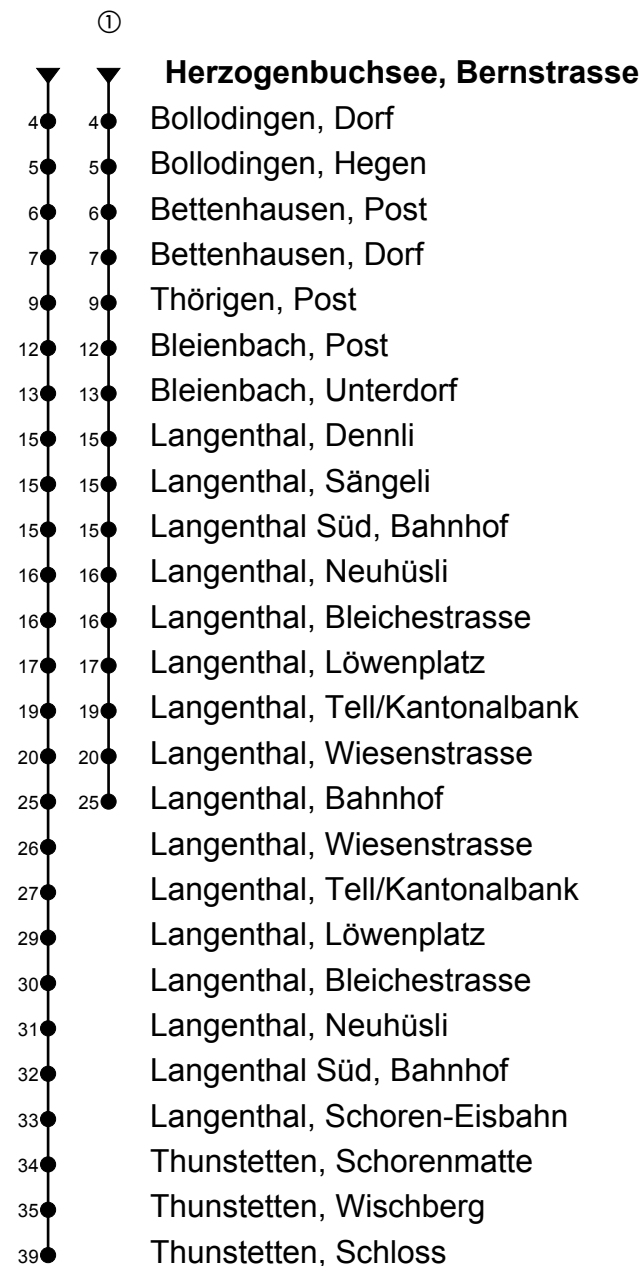 ①
Herzogenbuchsee, Bernstrasse
4 4 Bollodingen, Dorf
5 5 Bollodingen, Hegen
6 6 Bettenhausen, Post
7 7 Bettenhausen, Dorf
9 9 Thörigen, Post
12 12 Bleienbach, Post
13 13 Bleienbach, Unterdorf
15 15 Langenthal, Dennli
15 15 Langenthal, Sängeli
15 15 Langenthal Süd, Bahnhof
16 16 Langenthal, Neuhüsli
16 16 Langenthal, Bleichestrasse
17 17 Langenthal, Löwenplatz
19 19 Langenthal, Tell/Kantonalbank
20 20 Langenthal, Wiesenstrasse
25 25 Langenthal, Bahnhof
26 Langenthal, Wiesenstrasse
27 Langenthal, Tell/Kantonalbank
29 Langenthal, Löwenplatz
30 Langenthal, Bleichestrasse
31 Langenthal, Neuhüsli
32 Langenthal Süd, Bahnhof
33 Langenthal, Schoren-Eisbahn
34 Thunstetten, Schorenmatte
35 Thunstetten, Wischberg
39 Thunstetten, Schloss